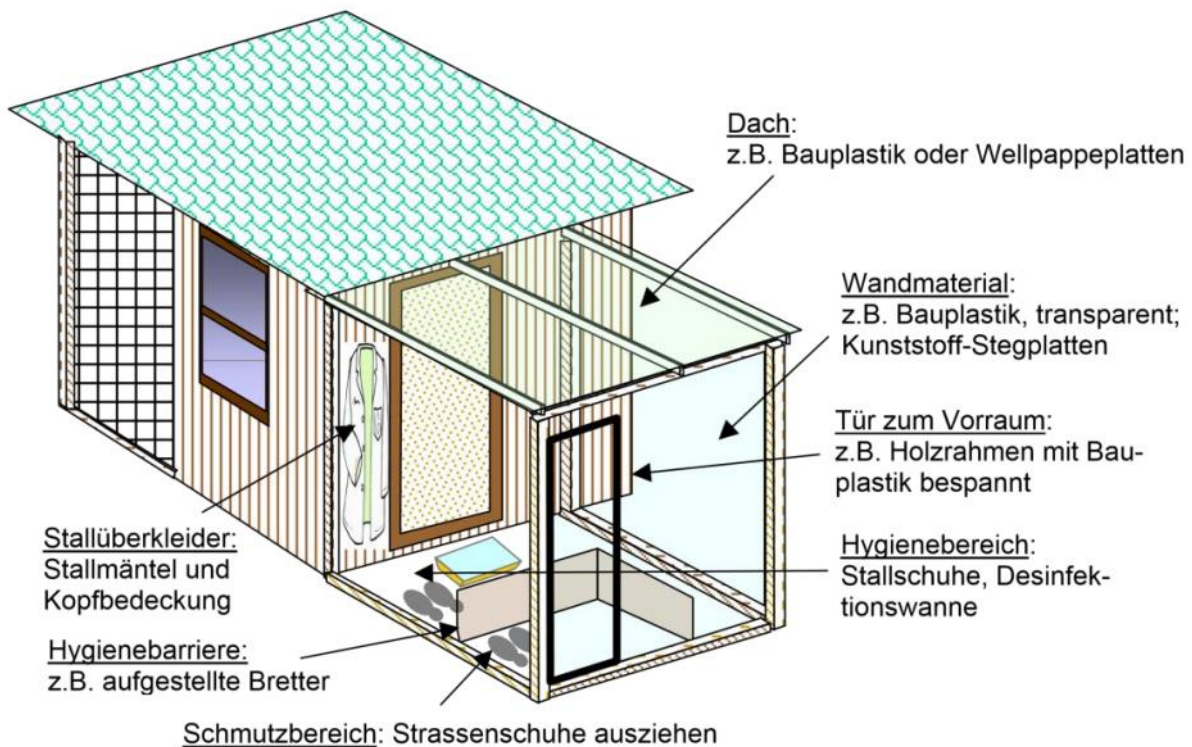 Dach:
z.B. Bauplastik oder Wellpappeplatten
Wandmaterial:
z.B. Bauplastik, transparent;
Kunststoff-Stegplatten
Tür zum Vorraum:
z.B. Holzrahmen mit Bau-
plastik bespannt
Hygienebereich:
Stallschuhe, Desinfek-
tionswanne
Stallüberkleider:
Stallmäntel und
Kopfbedeckung
Hygienebarriere:
z.B. aufgestellte Bretter
Schmutzbereich: Strassenschuhe ausziehen